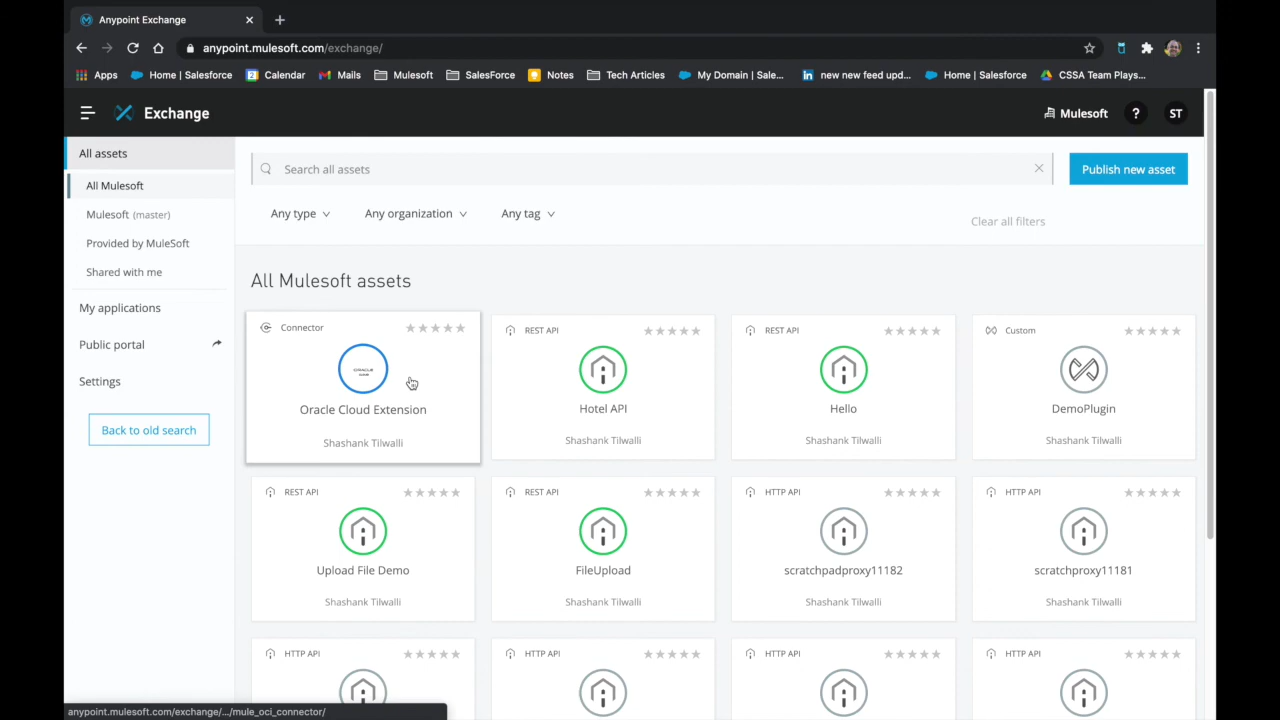 Anypoint Exchange
anypoint.mulesoft.com/exchange/
Apps
Home | Salesforce
Calendar
Mails
Mulesoft
SalesForce
Notes
Tech Articles
My Domain | Sale...
new new feed upd...
Home | Salesforce
CSSA Team Plays...
Exchange
Mulesoft
?
ST
All assets
All Mulesoft
Mulesoft (master)
Provided by MuleSoft
Shared with me
My applications
Public portal
Settings
Back to old search
Search all assets
Publish new asset
Any type
Any organization
Any tag
Clear all filters
All Mulesoft assets
Connector
Oracle Cloud Extension
Shashank Tilwalli
REST API
Hotel API
Shashank Tilwalli
REST API
Hello
Shashank Tilwalli
Custom
DemoPlugin
Shashank Tilwalli
REST API
Upload File Demo
Shashank Tilwalli
REST API
FileUpload
Shashank Tilwalli
HTTP API
scratchpadproxy11182
Shashank Tilwalli
HTTP API
scratchproxy11181
Shashank Tilwalli
HTTP API
HTTP API
HTTP API
HTTP API
anypoint.mulesoft.com/exchange/.../mule_oci_connector/